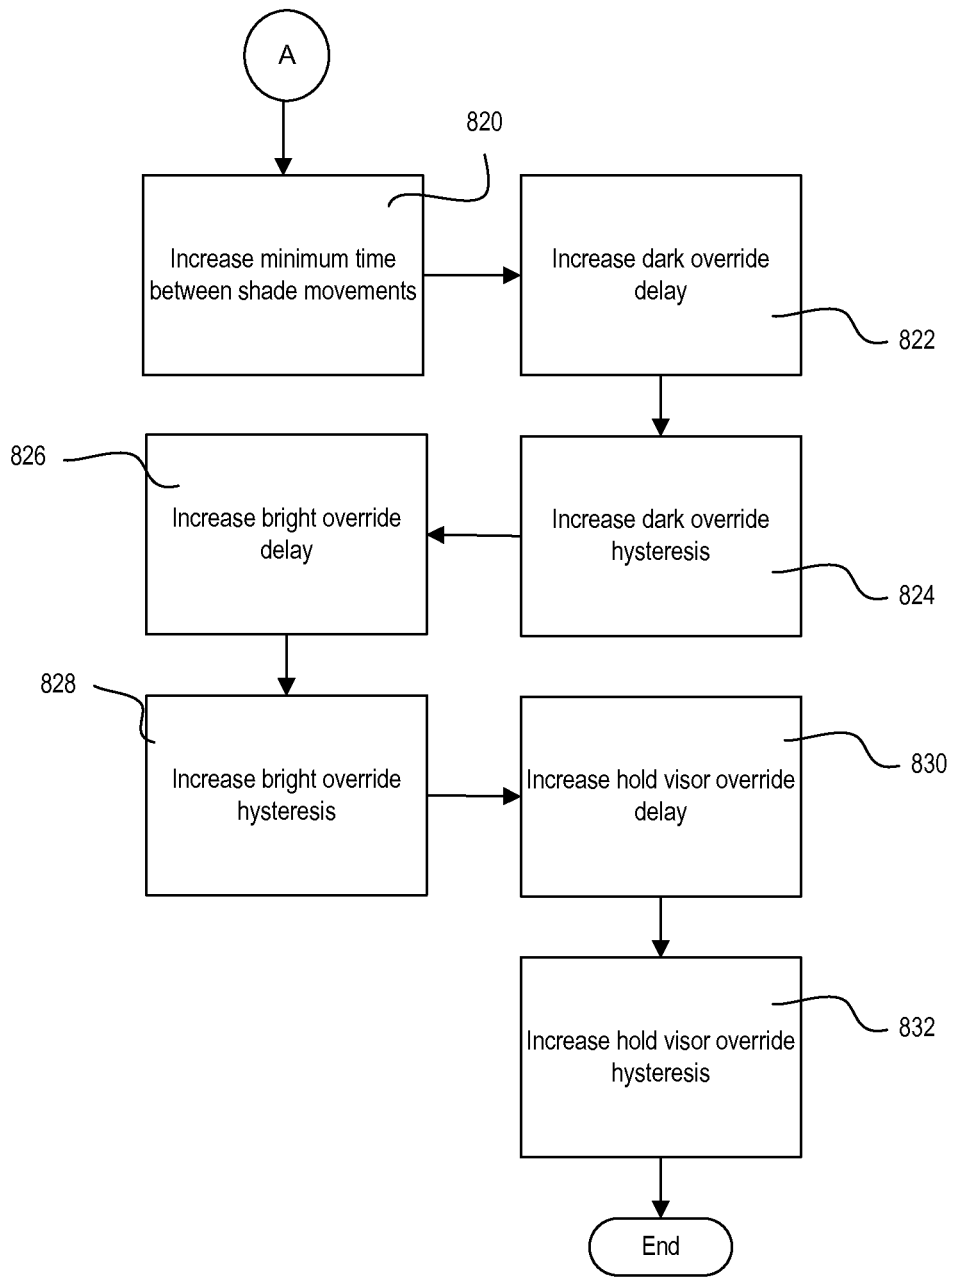 A
820
Increase minimum time
between shade movements
Increase dark override
delay
822
826
Increase bright override
delay
Increase dark override
hysteresis
824
828
Increase bright override
hysteresis
Increase hold visor override
delay
830
Increase hold visor override
hysteresis
832
End